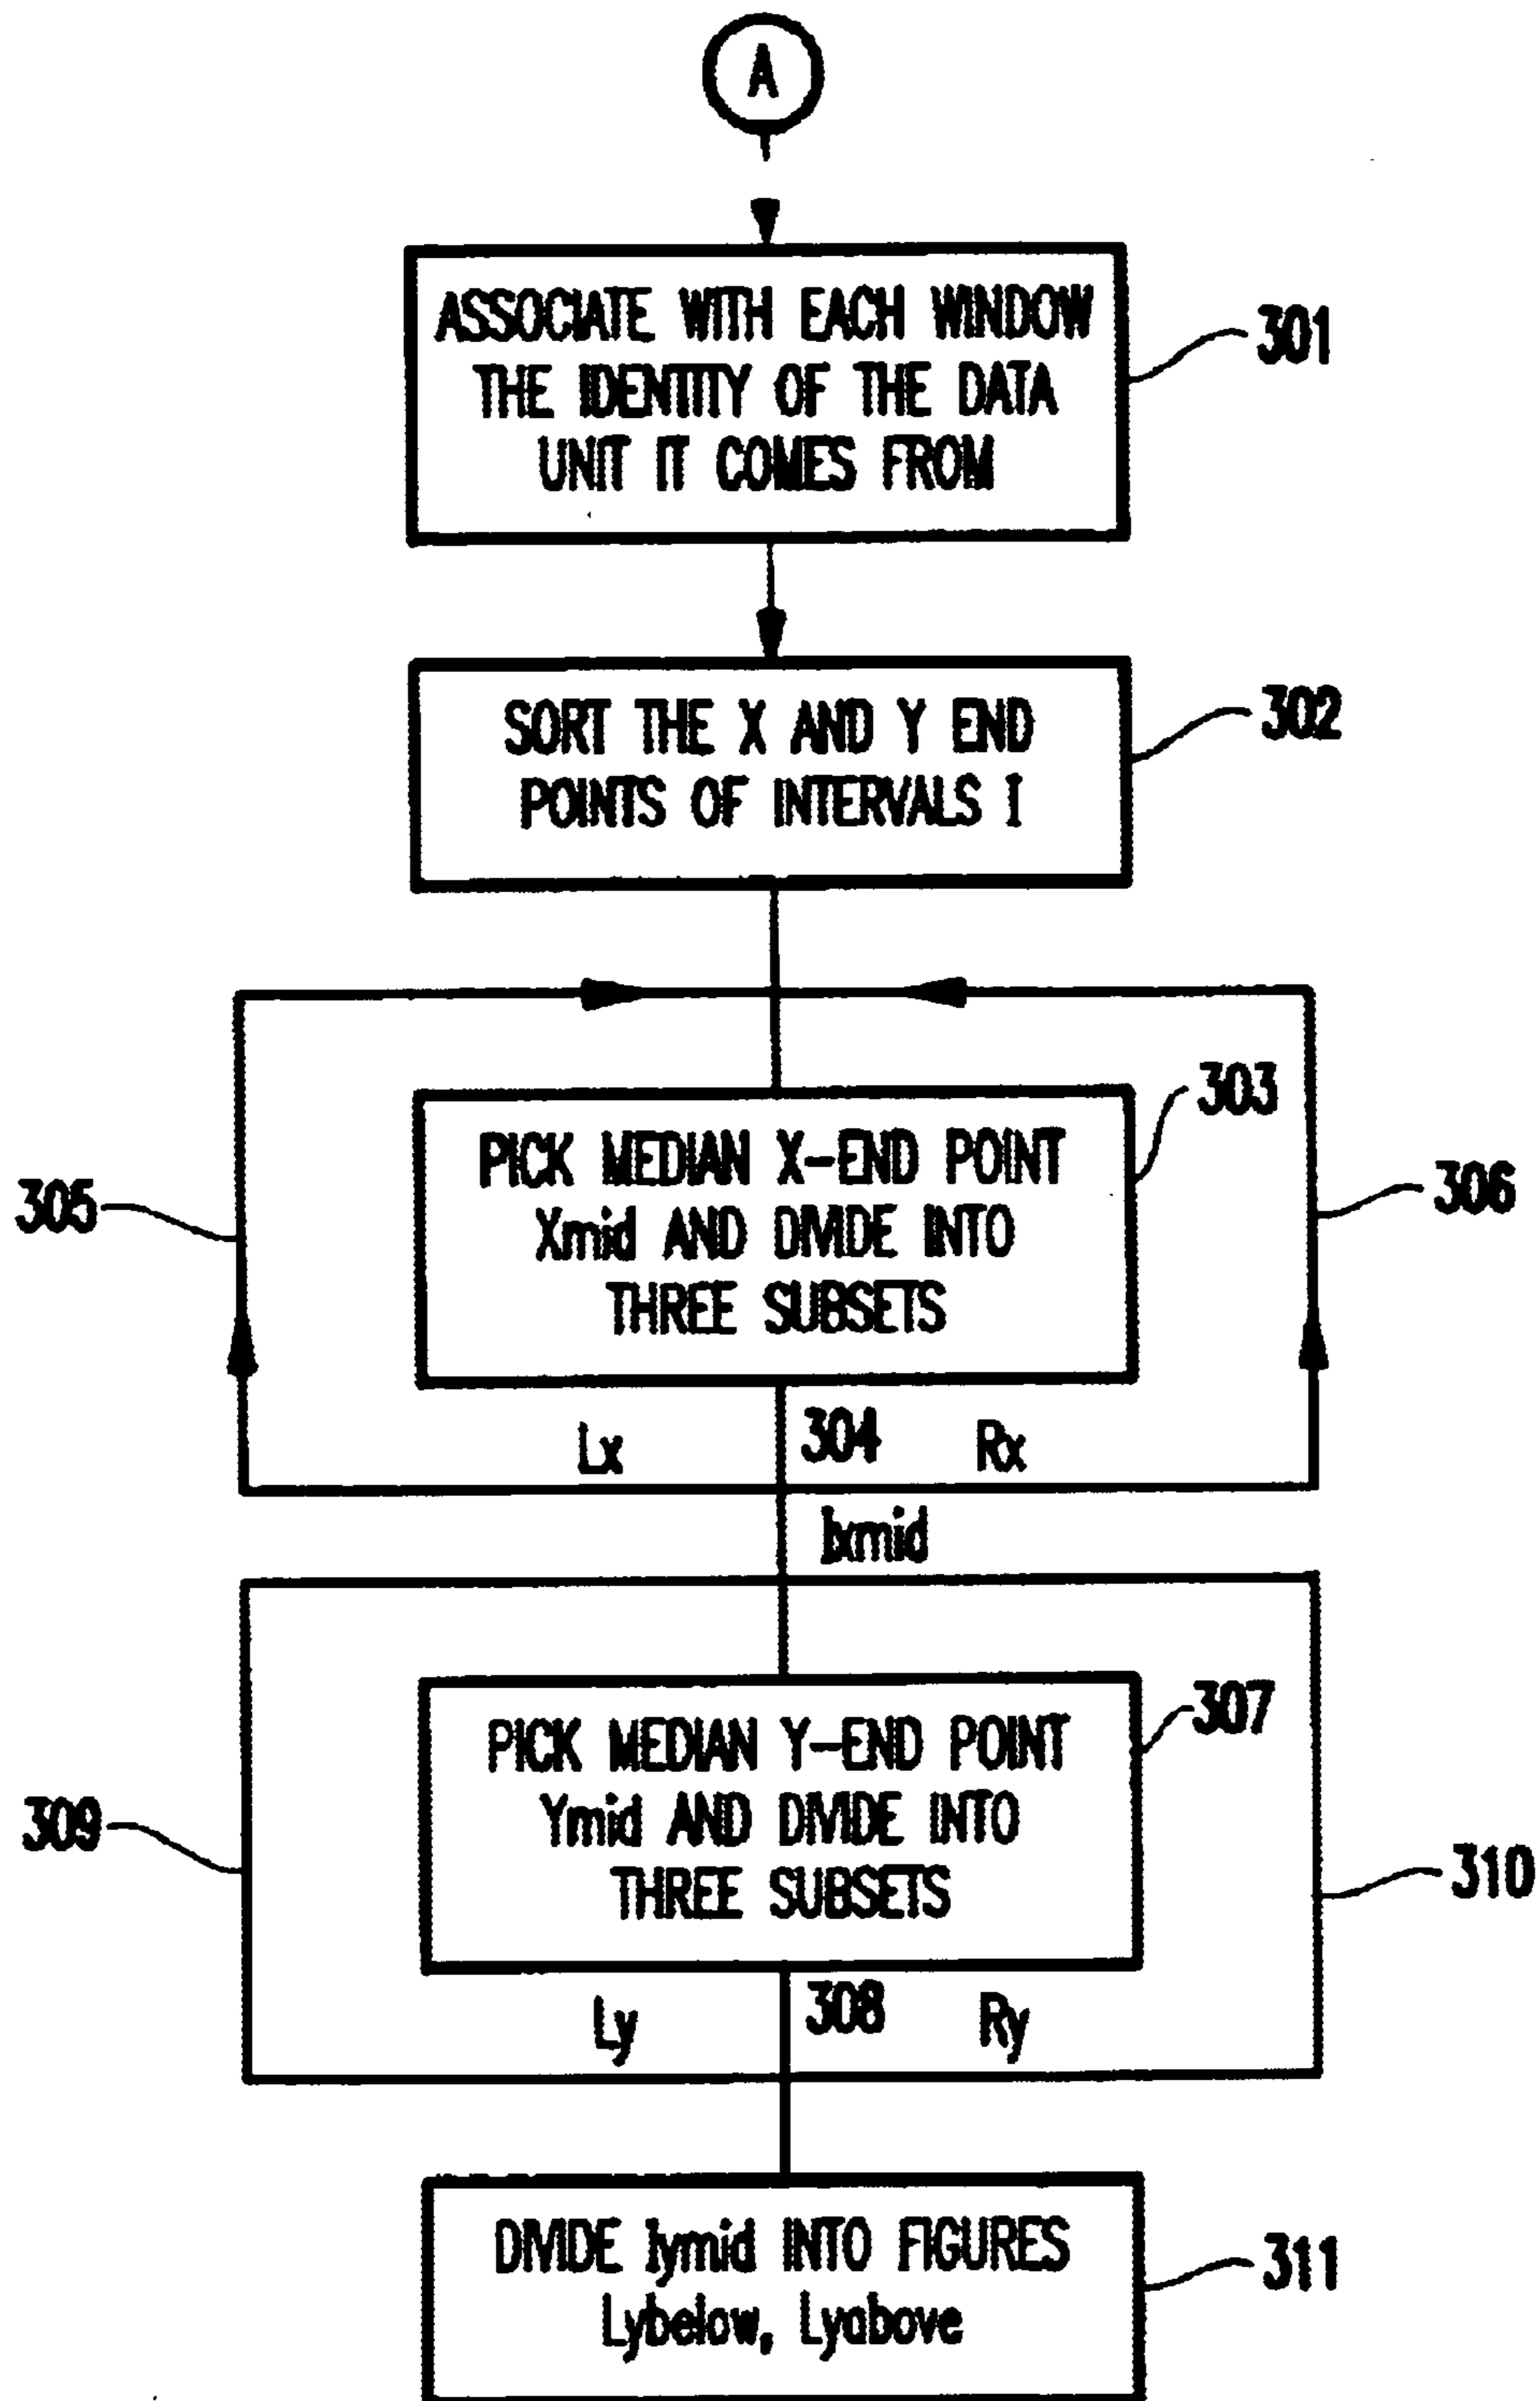 A
ASSOCIATE WITH EACH WINDOW
THE IDENTITY OF THE DATA
UNIT IT COMES FROM
301
SORT THE X AND Y END
POINTS OF INTERVALS I
302
303
PICK MEDIAN X-END POINT
Xmid AND DIVIDE INTO
THREE SUBSETS
305
306
Lx
304
Rx
Ixmid
307
PICK MEDIAN Y-END POINT
Ymid AND DIVIDE INTO
THREE SUBSETS
309
310
Ly
308
Ry
DIVIDE Iymid INTO FIGURES
Lybelow, Lyabove
311